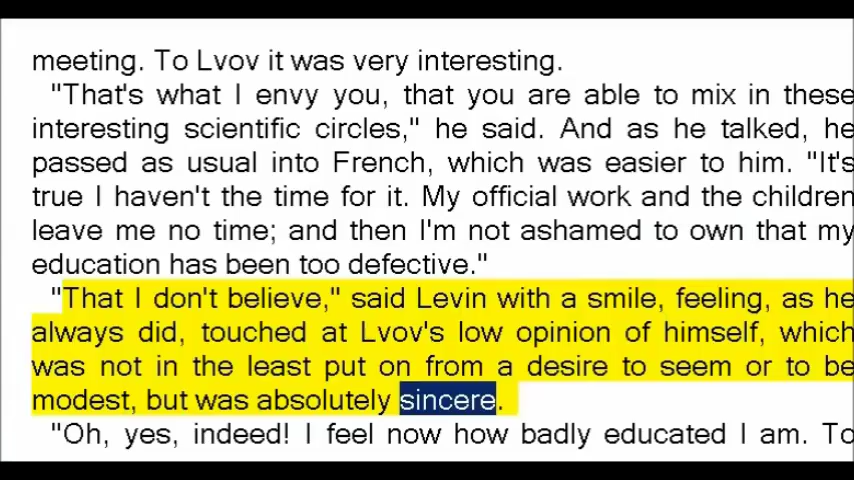 meeting. To Lvov it was very interesting.
"That's what I envy you, that you are able to mix in these
interesting scientific circles," he said. And as he talked, he
passed as usual into French, which was easier to him. "It's
true I haven't the time for it. My official work and the children
leave me no time; and then I'm not ashamed to own that my
education has been too defective."
"That I don't believe," said Levin with a smile, feeling, as he
always did, touched at Lvov's low opinion of himself, which
was not in the least put on from a desire to seem or to be
modest, but was absolutely sincere.
"Oh, yes, indeed! I feel now how badly educated I am. To